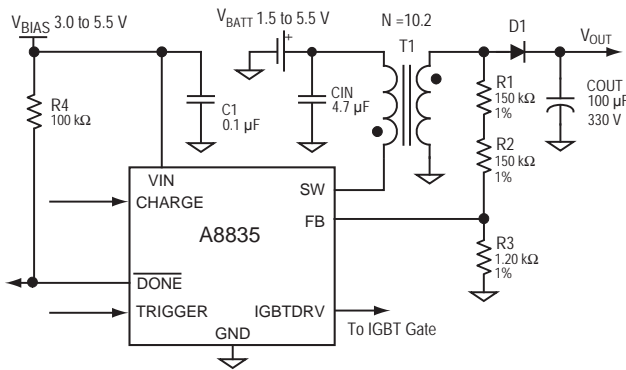 VBIAS 3.0 to 5.5 V
VBATT 1.5 to 5.5 V
N =10.2
T1
D1
VOUT
R4
100 kΩ
C1
0.1 µF
CIN
4.7 µF
+
R1
150 kΩ
1%
COUT
100 µF
330 V
R2
150 kΩ
1%
VIN
SW
CHARGE
FB
A8835
R3
1.20 kΩ
1%
DONE
TRIGGER
IGBTDRV
To IGBT Gate
GND